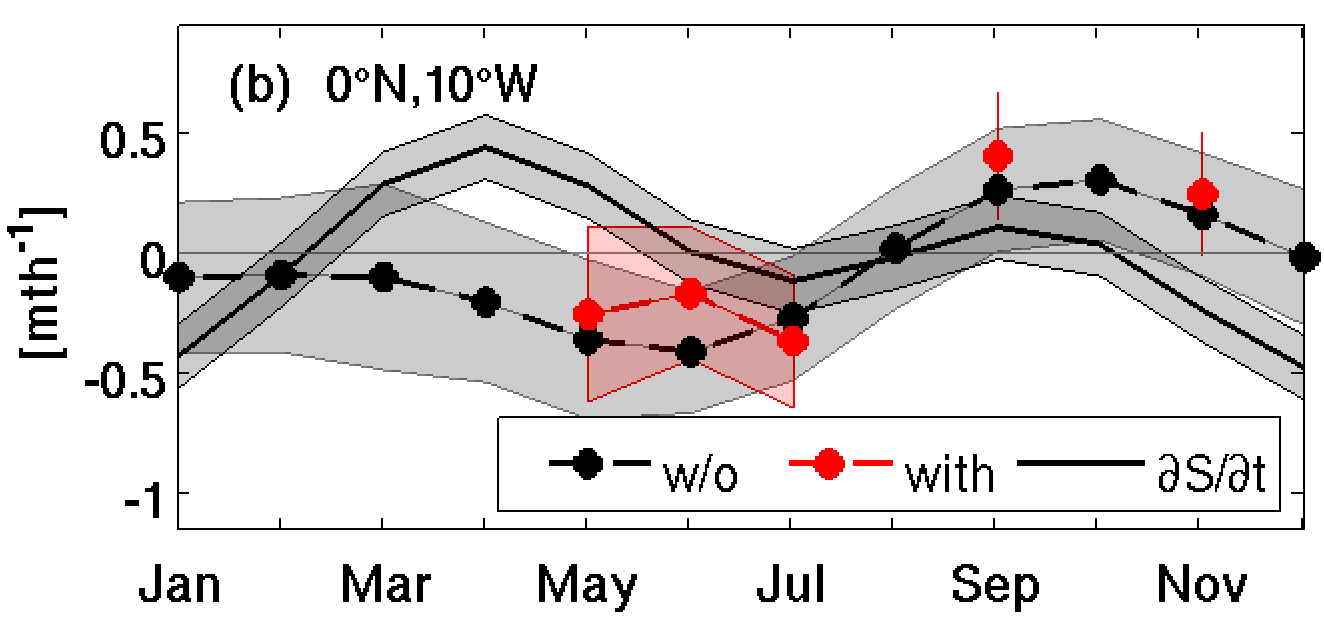 (b) 0°N,10°W
0.5
0
-0.5
-1
[mth⁻¹]
w/o with ∂S/∂t
Jan Mar May Jul Sep Nov